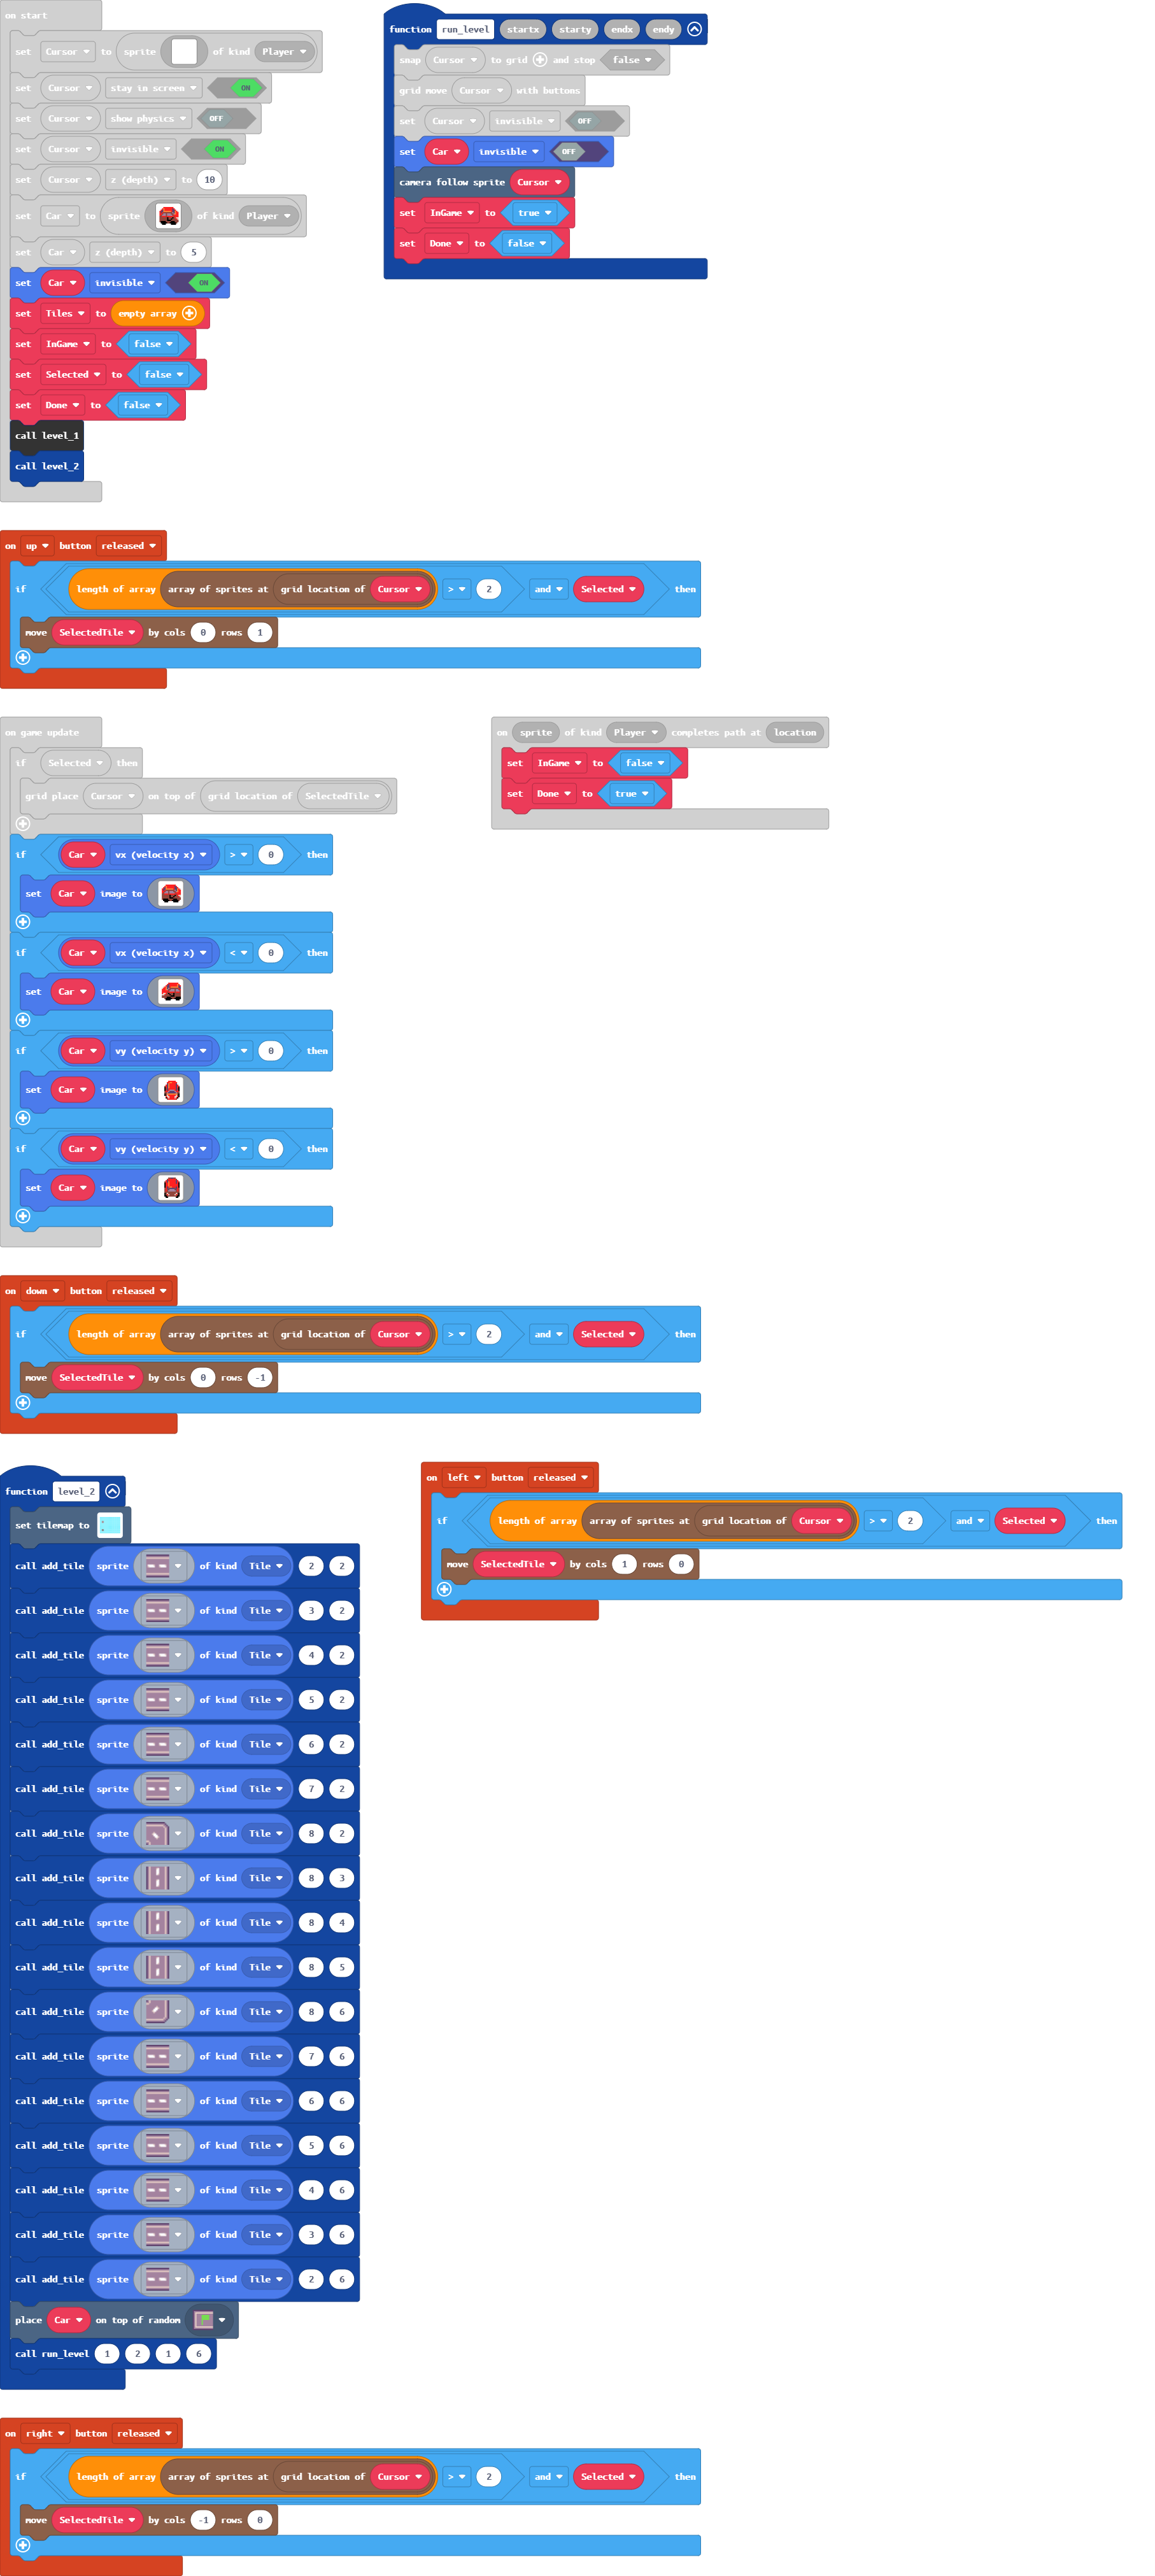 on start
set Cursor to sprite of kind Player
set Cursor stay in screen ON
set Cursor show physics OFF
set Cursor invisible ON
set Cursor z (depth) to 10
set Car to sprite of kind Player
set Car z (depth) to 5
set Car invisible ON
set Tiles to empty array
set InGame to false
set Selected to false
set Done to false
call level_1
call level_2
function run_level startx starty endx endy
snap Cursor to grid and stop false
grid move Cursor with buttons
set Cursor invisible OFF
set Car invisible OFF
camera follow sprite Cursor
set InGame to true
set Done to false
on up button released
if length of array array of sprites at grid location of Cursor > 2 and Selected then
move SelectedTile by cols 0 rows 1
on game update
if Selected then
grid place Cursor on top of grid location of SelectedTile
if Car vx (velocity x) > 0 then
set Car image to
if Car vx (velocity x) < 0 then
set Car image to
if Car vy (velocity y) > 0 then
set Car image to
if Car vy (velocity y) < 0 then
set Car image to
on sprite of kind Player completes path at location
set InGame to false
set Done to true
on down button released
if length of array array of sprites at grid location of Cursor > 2 and Selected then
move SelectedTile by cols 0 rows -1
function level_2
set tilemap to
call add_tile sprite of kind Tile 2 2
call add_tile sprite of kind Tile 3 2
call add_tile sprite of kind Tile 4 2
call add_tile sprite of kind Tile 5 2
call add_tile sprite of kind Tile 6 2
call add_tile sprite of kind Tile 7 2
call add_tile sprite of kind Tile 8 2
call add_tile sprite of kind Tile 8 3
call add_tile sprite of kind Tile 8 4
call add_tile sprite of kind Tile 8 5
call add_tile sprite of kind Tile 8 6
call add_tile sprite of kind Tile 7 6
call add_tile sprite of kind Tile 6 6
call add_tile sprite of kind Tile 5 6
call add_tile sprite of kind Tile 4 6
call add_tile sprite of kind Tile 3 6
call add_tile sprite of kind Tile 2 6
place Car on top of random
call run_level 1 2 1 6
on left button released
if length of array array of sprites at grid location of Cursor > 2 and Selected then
move SelectedTile by cols 1 rows 0
on right button released
if length of array array of sprites at grid location of Cursor > 2 and Selected then
move SelectedTile by cols -1 rows 0